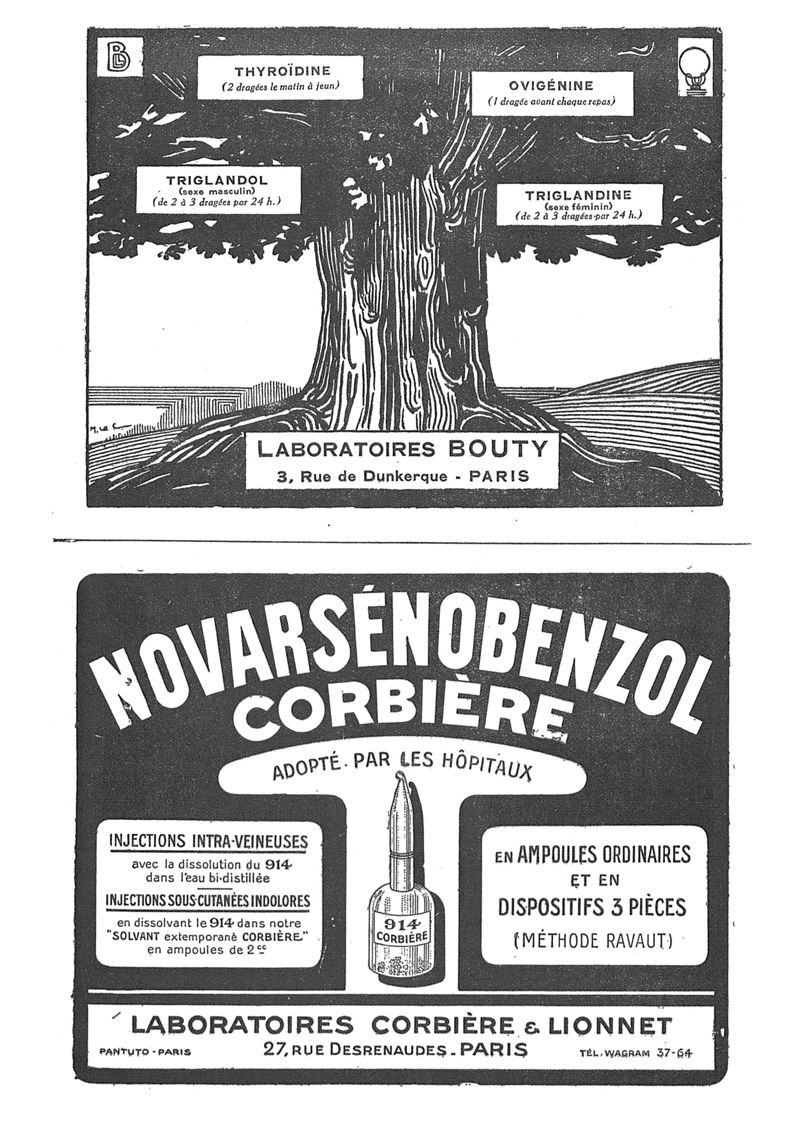 BL
THYROÏDINE
(2 dragées le matin à jeun)
OVIGÉNINE
(1 dragée avant chaque repas)
TRIGLANDOL
(sexe masculin)
(de 2 à 3 dragées par 24 h.)
TRIGLANDINE
(sexe féminin)
(de 2 à 3 dragées par 24 h.)
LABORATOIRES BOUTY
3, Rue de Dunkerque - PARIS
NOVARSÉNOBENZOL
CORBIÈRE
ADOPTÉ. PAR LES HÔPITAUX
INJECTIONS INTRA-VEINEUSES
avec la dissolution du 914
dans l'eau bi-distillée
INJECTIONS SOUS-CUTANÉES INDOLORES
en dissolvant le 914 dans notre
"SOLVANT extemporané CORBIÈRE"
en ampoules de 2cc
914
CORBIÈRE
EN AMPOULES ORDINAIRES
ET EN
DISPOSITIFS 3 PIÈCES
(MÉTHODE RAVAUT)
LABORATOIRES CORBIÈRE & LIONNET
27, RUE DESRENAUDES - PARIS
PANTUTO - PARIS
TÉL. WAGRAM 37-64